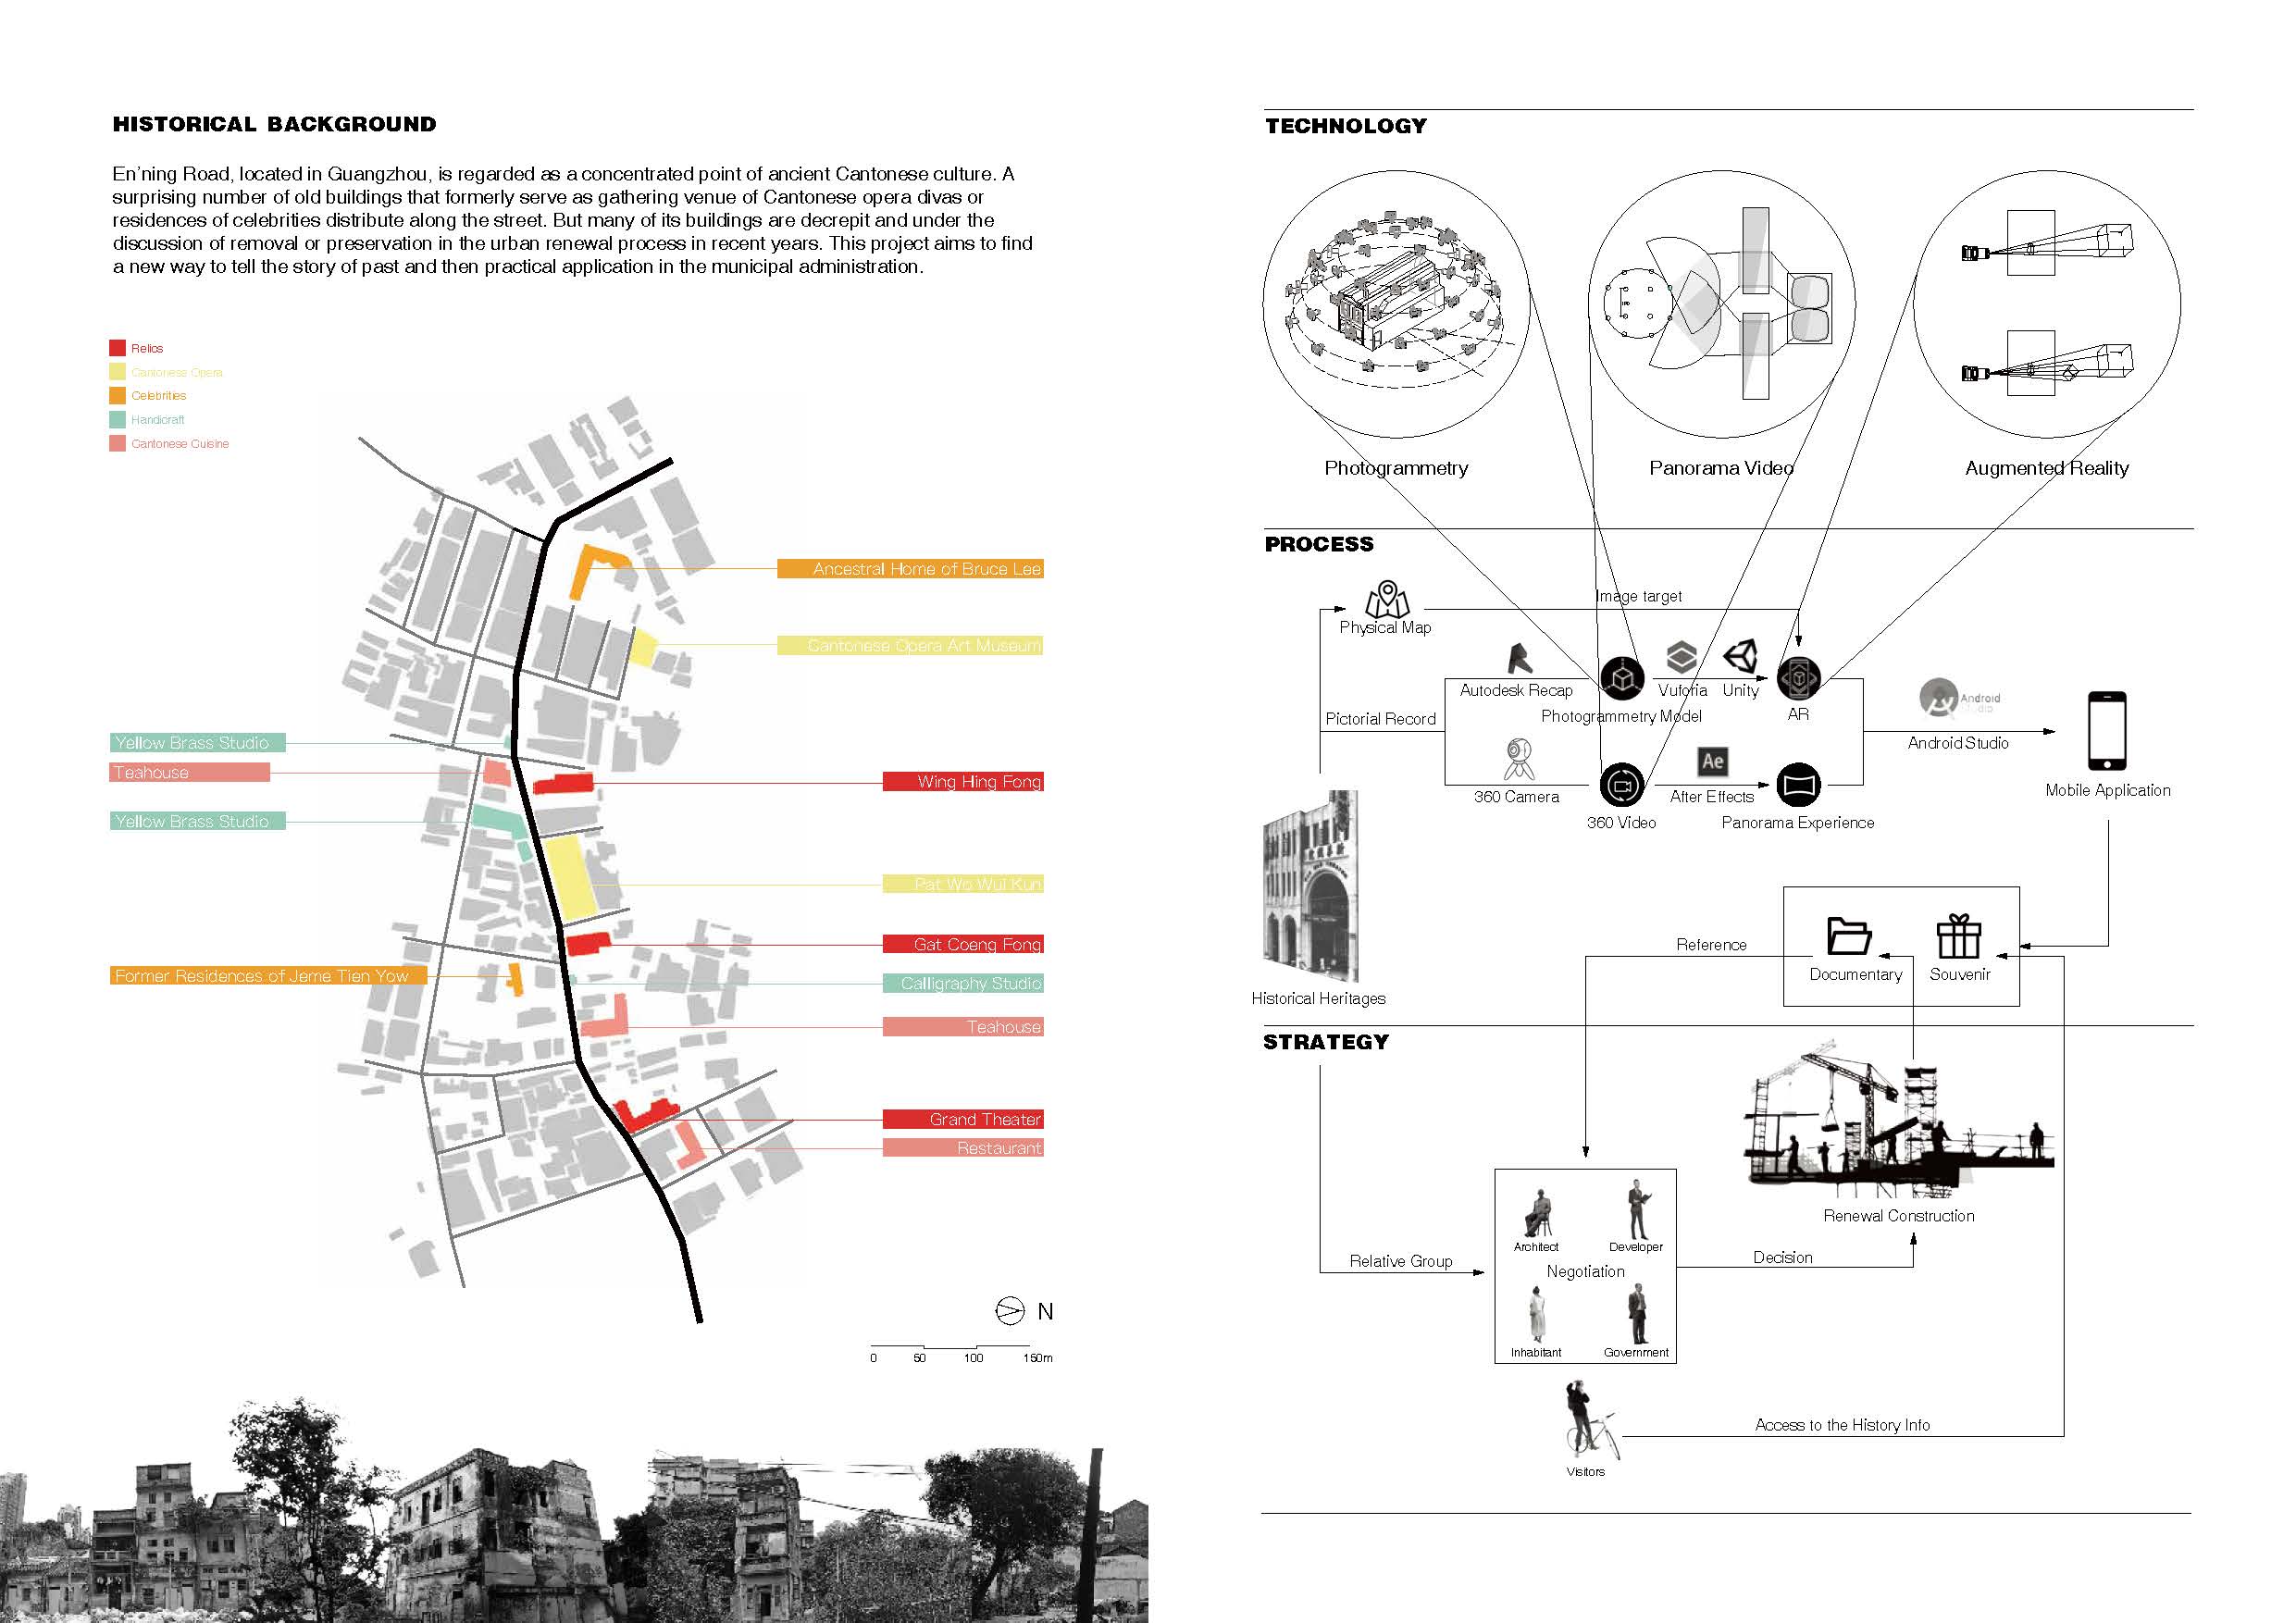 HISTORICAL BACKGROUND
En'ning Road, located in Guangzhou, is regarded as a concentrated point of ancient Cantonese culture. A
surprising number of old buildings that formerly serve as gathering venue of Cantonese opera divas or
residences of celebrities distribute along the street. But many of its buildings are decrepit and under the
discussion of removal or preservation in the urban renewal process in recent years. This project aims to find
a new way to tell the story of past and then practical application in the municipal administration.
Relics
Cantonese Opera
Celebrities
Handicraft
Cantonese Cuisine
Ancestral Home of Bruce Lee
Cantonese Opera Art Museum
Yellow Brass Studio
Teahouse
Wing Hing Fong
Yellow Brass Studio
Pat Wo Wui Kun
Gat Coeng Fong
Former Residences of Jeme Tien Yow
Calligraphy Studio
Teahouse
Grand Theater
Restaurant
N
0 50 100 150m
TECHNOLOGY
Photogrammetry
Panorama Video
Augmented Reality
PROCESS
Image target
Physical Map
Autodesk Recap
Vuforia
Unity
Photogrammetry Model
AR
Pictorial Record
Android
Android Studio
Ae
360 Camera
After Effects
360 Video
Panorama Experience
Mobile Application
Historical Heritages
Reference
Documentary
Souvenir
STRATEGY
Renewal Construction
Relative Group
Architect
Developer
Negotiation
Inhabitant
Government
Decision
Access to the History Info
Visitors